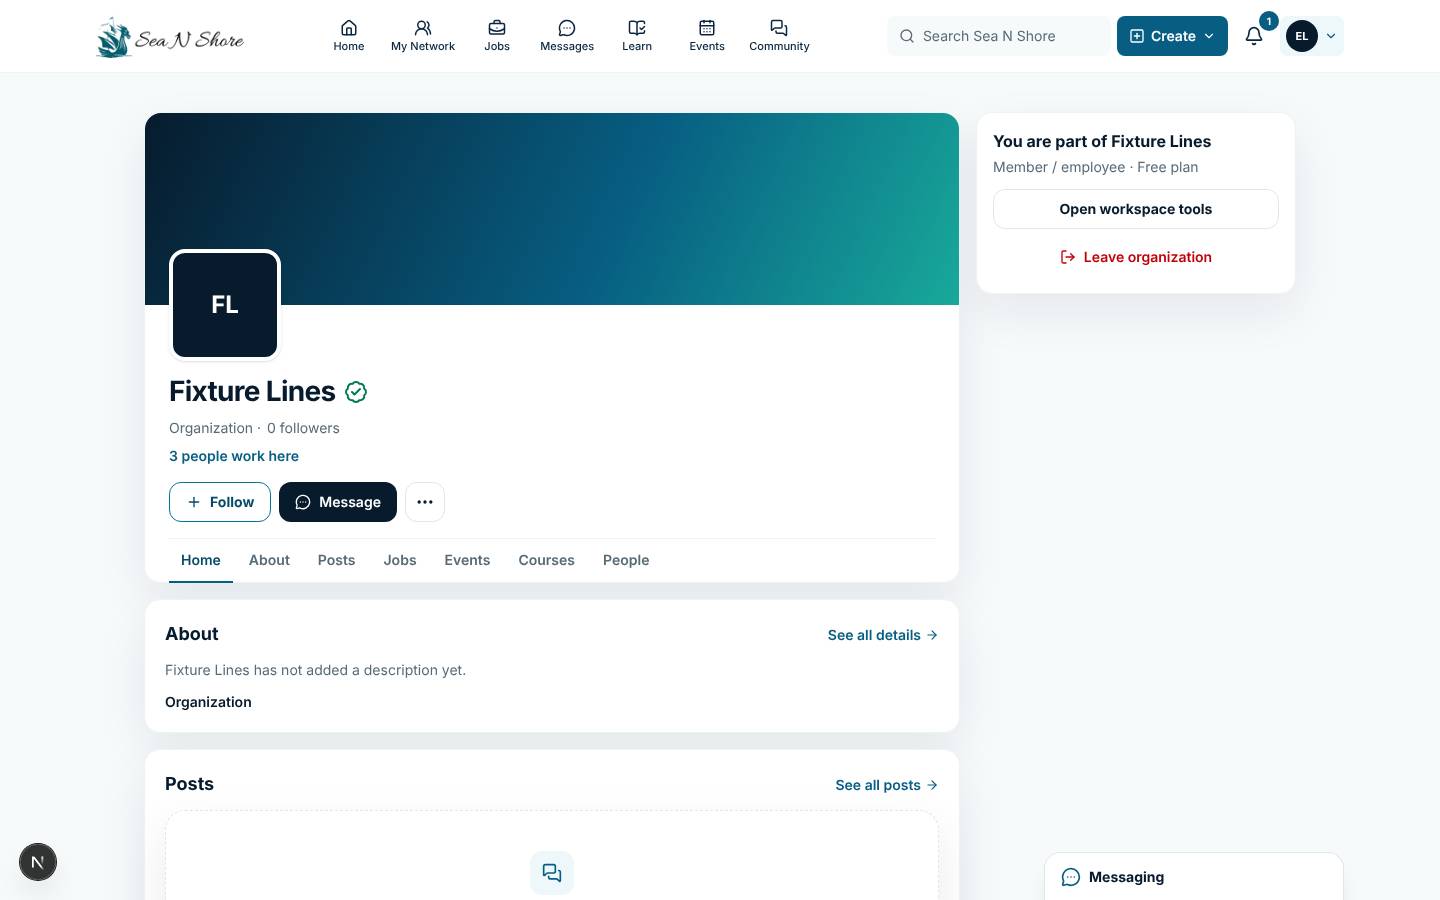 Sea N Shore
Home
My Network
Jobs
Messages
Learn
Events
Community
Search Sea N Shore
Create
1
EL
FL
Fixture Lines
Organization · 0 followers
3 people work here
Follow
Message
Home
About
Posts
Jobs
Events
Courses
People
About
See all details
Fixture Lines has not added a description yet.
Organization
Posts
See all posts
You are part of Fixture Lines
Member / employee · Free plan
Open workspace tools
Leave organization
N
Messaging